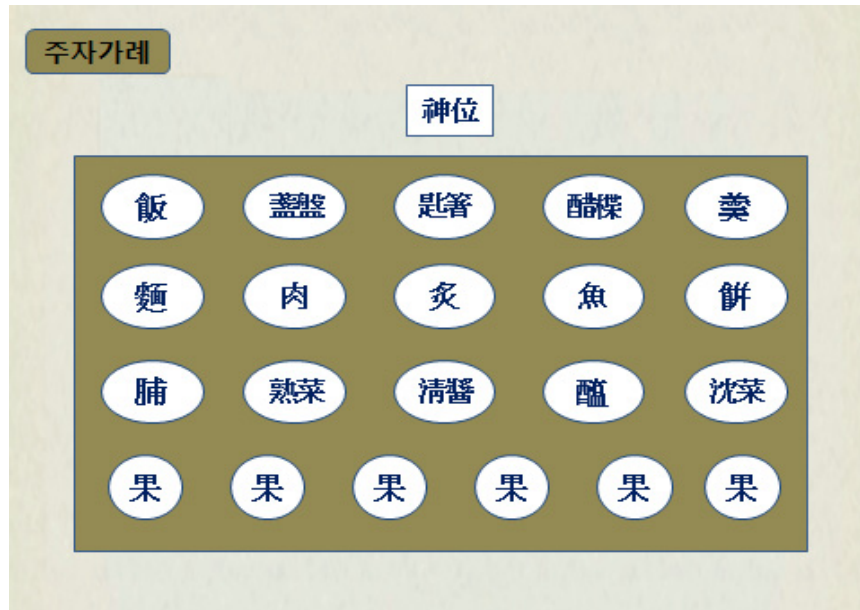 주자가례
神位
飯 盞盤 匙箸 醋楪 羹
麵 肉 炙 魚 餠
脯 熟菜 淸醬 醢 沈菜
果 果 果 果 果 果